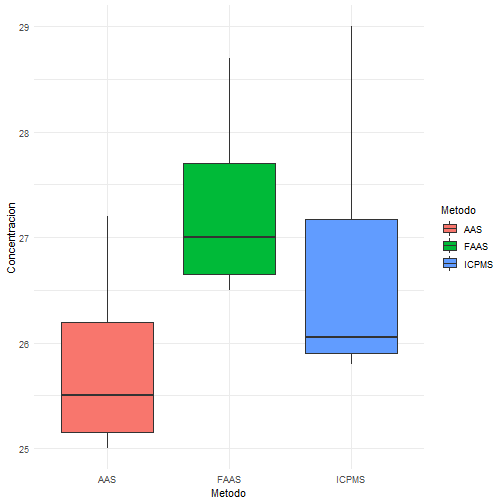 29
28
27
26
25
Concentracion
AAS
FAAS
ICPMS
Metodo
Metodo
AAS
FAAS
ICPMS